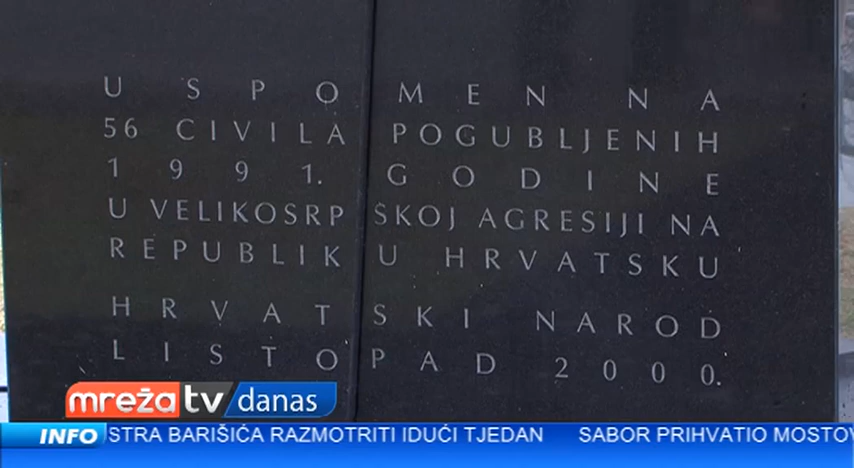 USPOMEN NA
56 CIVILA POGUBLJENIH
1991. GODINE
U VELIKOSRPSKOJ AGRESIJI NA
REPUBLIKU HRVATSKU
HRVATSKI NAROD
LISTOPAD 2000.
mreža tv danas
INFO STRA BARIŠIĆA RAZMOTRITI IDUĆI TJEDAN SABOR PRIHVATIO MOSTOV